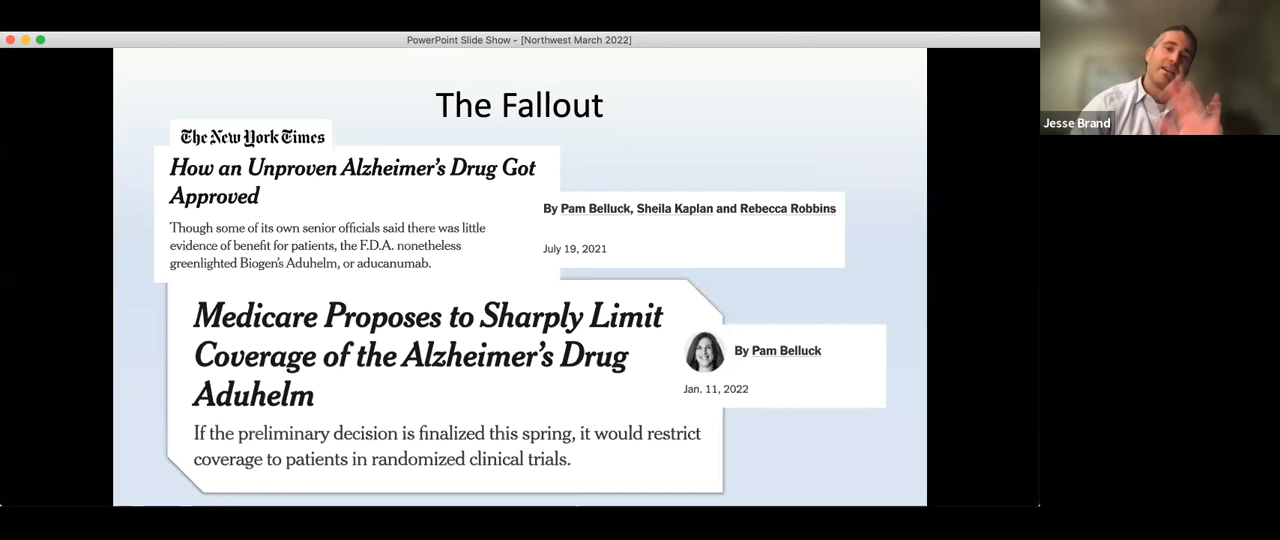 PowerPoint Slide Show - [Northwest March 2022]
The Fallout
The New York Times
How an Unproven Alzheimer's Drug Got
Approved
Though some of its own senior officials said there was little
evidence of benefit for patients, the F.D.A. nonetheless
greenlighted Biogen's Aduhelm, or aducanumab.
By Pam Belluck, Sheila Kaplan and Rebecca Robbins
July 19, 2021
Medicare Proposes to Sharply Limit
Coverage of the Alzheimer's Drug
Aduhelm
If the preliminary decision is finalized this spring, it would restrict
coverage to patients in randomized clinical trials.
By Pam Belluck
Jan. 11, 2022
Jesse Brand